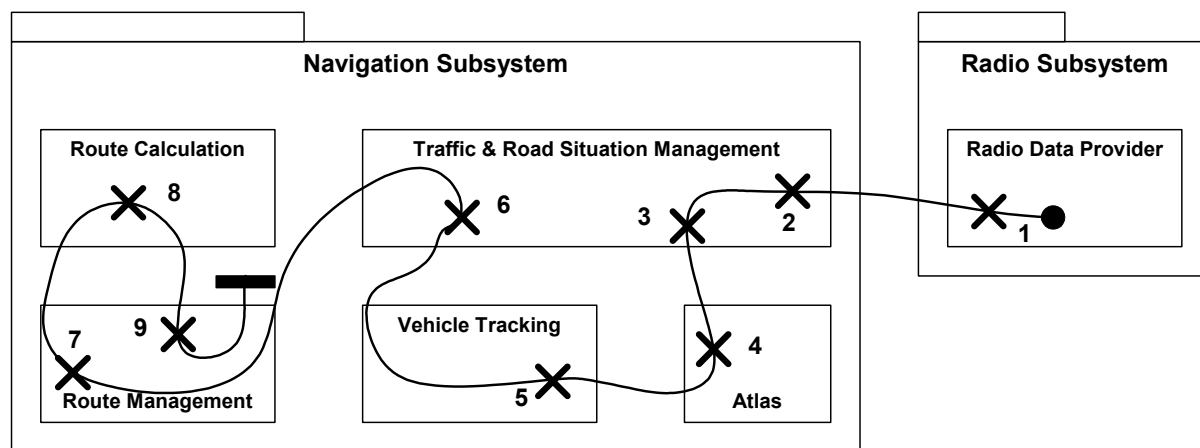 Navigation Subsystem
Radio Subsystem
Route Calculation
Traffic & Road Situation Management
Radio Data Provider
8
6
3
2
1
7
9
Vehicle Tracking
4
5
Route Management
Atlas